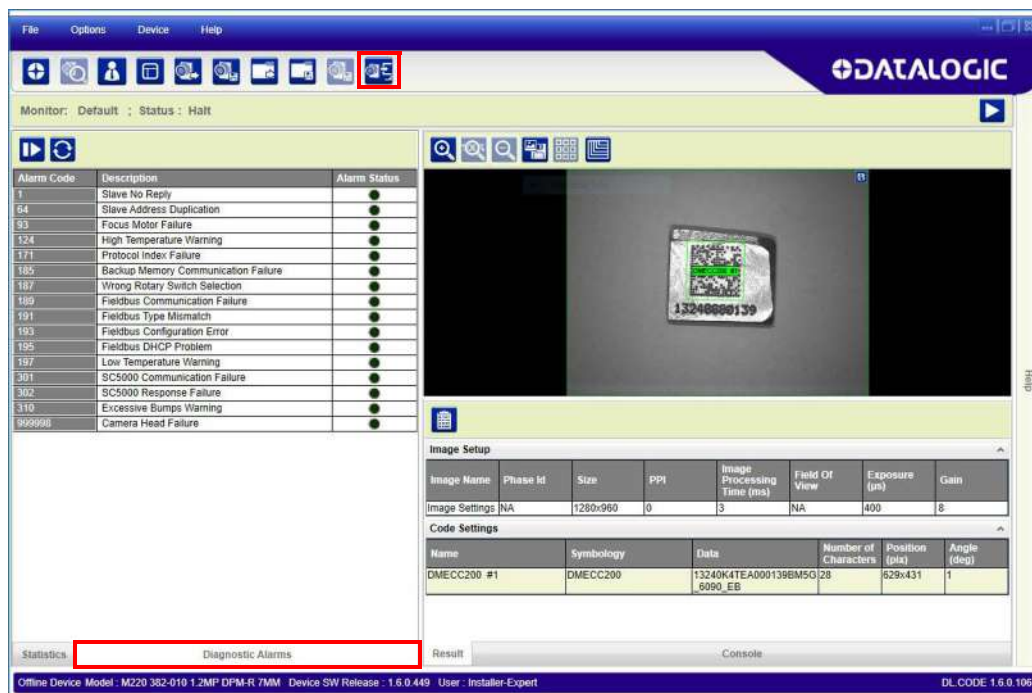 File Options Device Help
DATALOGIC
Monitor: Default ; Status : Halt
Alarm Code Description Alarm Status
1 Slave No Reply
64 Slave Address Duplication
93 Focus Motor Failure
124 High Temperature Warning
171 Protocol Index Failure
185 Backup Memory Communication Failure
187 Wrong Rotary Switch Selection
189 Fieldbus Communication Failure
191 Fieldbus Type Mismatch
193 Fieldbus Configuration Error
195 Fieldbus DHCP Problem
197 Low Temperature Warning
301 SC5000 Communication Failure
302 SC5000 Response Failure
310 Excessive Bumps Warning
999998 Camera Head Failure
Statistics Diagnostic Alarms
DMECC200 #1
13240000139
Help
Image Setup
Image Name Phase Id Size PPI Image Processing Time (ms) Field Of View Exposure (µs) Gain
Image Settings NA 1280x960 0 3 NA 400 8
Code Settings
Name Symbology Data Number of Characters Position (pix) Angle (deg)
DMECC200 #1 DMECC200 13240K4TEA000139BM5G_6090_EB 28 629x431 1
Result Console
Offline Device Model : M220 382-010 1.2MP DPM-R 7MM Device SW Release : 1.6.0.449 User : Installer-Expert
DL.CODE 1.6.0.106